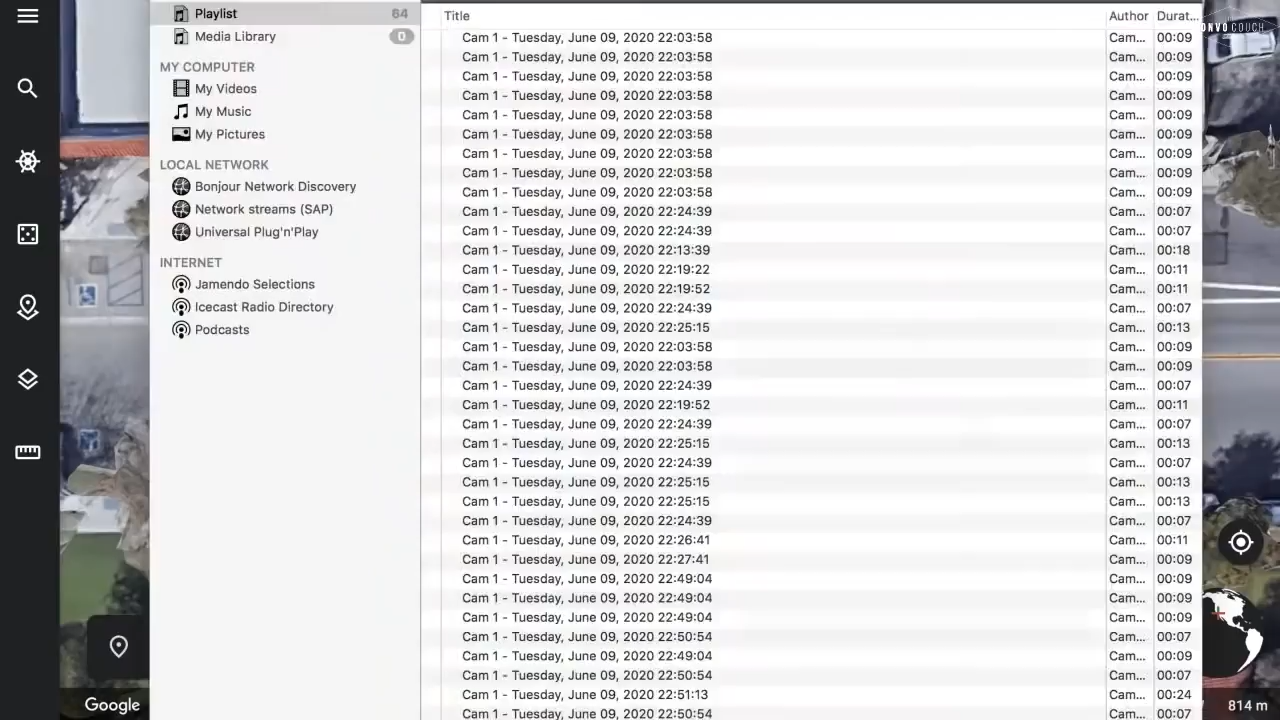 Playlist 64
Media Library 0
MY COMPUTER
My Videos
My Music
My Pictures
LOCAL NETWORK
Bonjour Network Discovery
Network streams (SAP)
Universal Plug'n'Play
INTERNET
Jamendo Selections
Icecast Radio Directory
Podcasts
Title Author Durat...
Cam 1 - Tuesday, June 09, 2020 22:03:58 Cam... 00:09
Cam 1 - Tuesday, June 09, 2020 22:03:58 Cam... 00:09
Cam 1 - Tuesday, June 09, 2020 22:03:58 Cam... 00:09
Cam 1 - Tuesday, June 09, 2020 22:03:58 Cam... 00:09
Cam 1 - Tuesday, June 09, 2020 22:03:58 Cam... 00:09
Cam 1 - Tuesday, June 09, 2020 22:03:58 Cam... 00:09
Cam 1 - Tuesday, June 09, 2020 22:03:58 Cam... 00:09
Cam 1 - Tuesday, June 09, 2020 22:03:58 Cam... 00:09
Cam 1 - Tuesday, June 09, 2020 22:03:58 Cam... 00:09
Cam 1 - Tuesday, June 09, 2020 22:24:39 Cam... 00:07
Cam 1 - Tuesday, June 09, 2020 22:24:39 Cam... 00:07
Cam 1 - Tuesday, June 09, 2020 22:13:39 Cam... 00:18
Cam 1 - Tuesday, June 09, 2020 22:19:22 Cam... 00:11
Cam 1 - Tuesday, June 09, 2020 22:19:52 Cam... 00:11
Cam 1 - Tuesday, June 09, 2020 22:24:39 Cam... 00:07
Cam 1 - Tuesday, June 09, 2020 22:25:15 Cam... 00:13
Cam 1 - Tuesday, June 09, 2020 22:03:58 Cam... 00:09
Cam 1 - Tuesday, June 09, 2020 22:03:58 Cam... 00:09
Cam 1 - Tuesday, June 09, 2020 22:24:39 Cam... 00:07
Cam 1 - Tuesday, June 09, 2020 22:19:52 Cam... 00:11
Cam 1 - Tuesday, June 09, 2020 22:24:39 Cam... 00:07
Cam 1 - Tuesday, June 09, 2020 22:25:15 Cam... 00:13
Cam 1 - Tuesday, June 09, 2020 22:24:39 Cam... 00:07
Cam 1 - Tuesday, June 09, 2020 22:25:15 Cam... 00:13
Cam 1 - Tuesday, June 09, 2020 22:25:15 Cam... 00:13
Cam 1 - Tuesday, June 09, 2020 22:24:39 Cam... 00:07
Cam 1 - Tuesday, June 09, 2020 22:26:41 Cam... 00:11
Cam 1 - Tuesday, June 09, 2020 22:27:41 Cam... 00:09
Cam 1 - Tuesday, June 09, 2020 22:49:04 Cam... 00:09
Cam 1 - Tuesday, June 09, 2020 22:49:04 Cam... 00:09
Cam 1 - Tuesday, June 09, 2020 22:49:04 Cam... 00:09
Cam 1 - Tuesday, June 09, 2020 22:50:54 Cam... 00:07
Cam 1 - Tuesday, June 09, 2020 22:49:04 Cam... 00:09
Cam 1 - Tuesday, June 09, 2020 22:50:54 Cam... 00:07
Cam 1 - Tuesday, June 09, 2020 22:51:13 Cam... 00:24
Cam 1 - Tuesday, June 09, 2020 22:50:54 Cam... 00:07
ONVO COUCH
Google
814 m